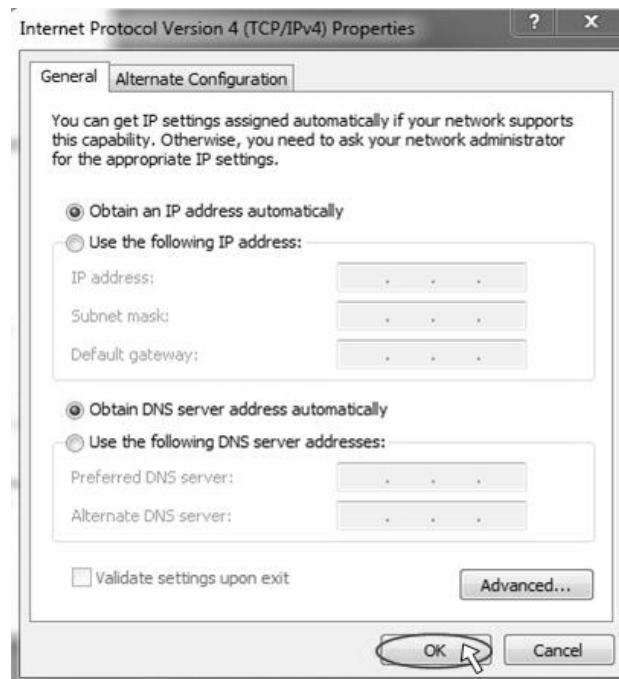 Internet Protocol Version 4 (TCP/IPv4) Properties
? x
General Alternate Configuration
You can get IP settings assigned automatically if your network supports
this capability. Otherwise, you need to ask your network administrator
for the appropriate IP settings.
Obtain an IP address automatically
Use the following IP address:
IP address:
Subnet mask:
Default gateway:
Obtain DNS server address automatically
Use the following DNS server addresses:
Preferred DNS server:
Alternate DNS server:
Validate settings upon exit
Advanced...
OK Cancel